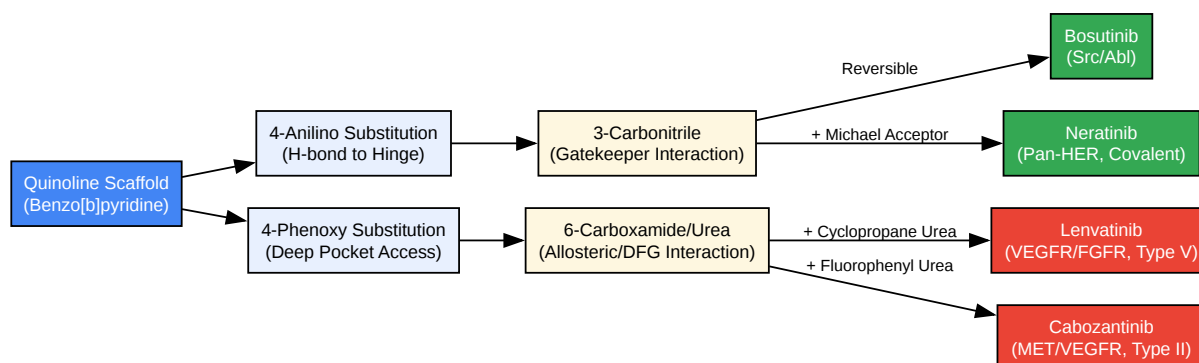 Quinoline Scaffold
(Benzo[b]pyridine)
4-Anilino Substitution
(H-bond to Hinge)
4-Phenoxy Substitution
(Deep Pocket Access)
3-Carbonitrile
(Gatekeeper Interaction)
6-Carboxamide/Urea
(Allosteric/DFG Interaction)
Reversible
+ Michael Acceptor
+ Cyclopropane Urea
+ Fluorophenyl Urea
Bosutinib
(Src/Abl)
Neratinib
(Pan-HER, Covalent)
Lenvatinib
(VEGFR/FGFR, Type V)
Cabozantinib
(MET/VEGFR, Type II)